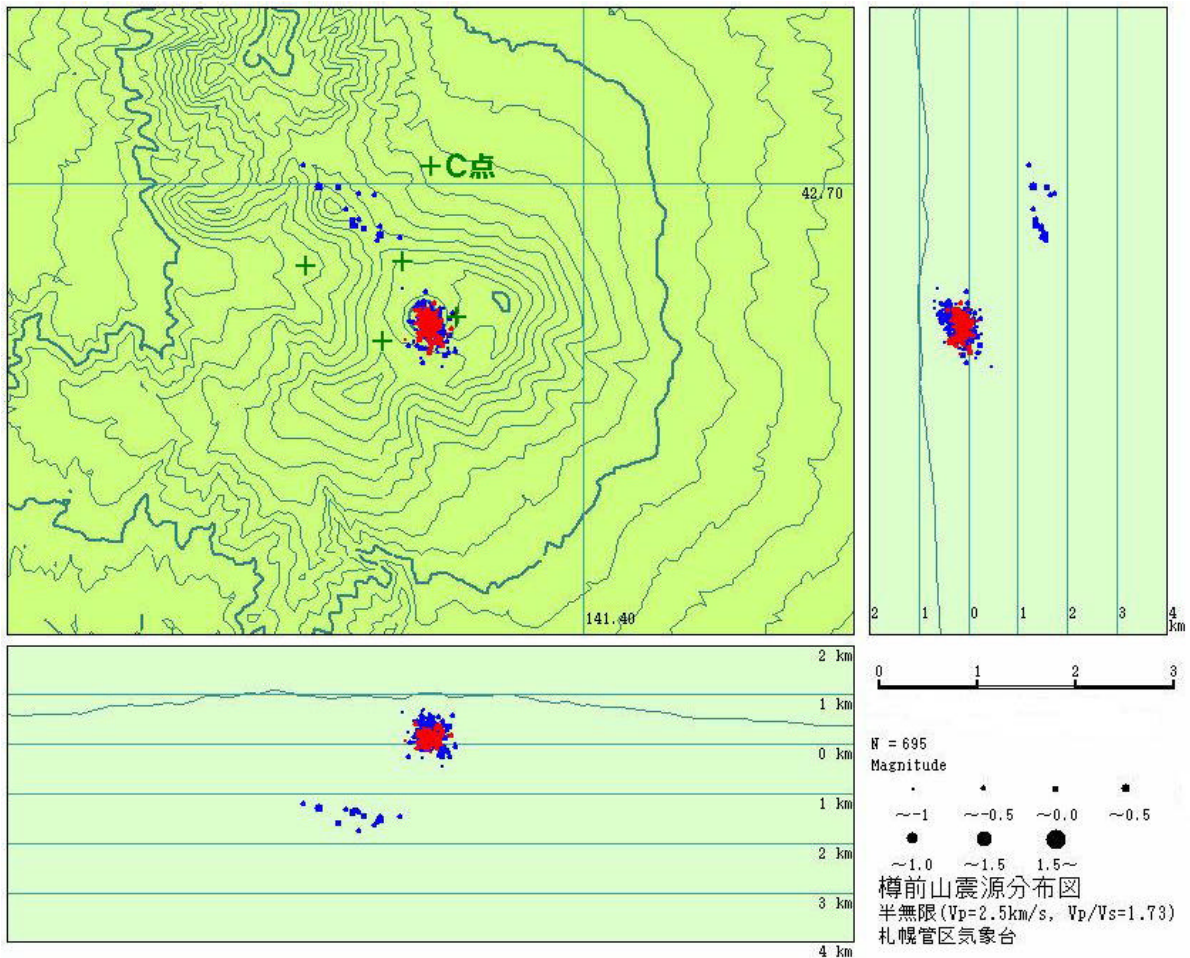 C点
42.70
141.40
2 1 0 1 2 3 4
km
2 km
1 km
0 km
1 km
2 km
3 km
4 km
0 1 2 3
N = 695
Magnitude
～-1 ～-0.5 ～0.0 ～0.5
～1.0 ～1.5 1.5～
樽前山震源分布図
半無限(Vp=2.5km/s, Vp/Vs=1.73)
札幌管区気象台